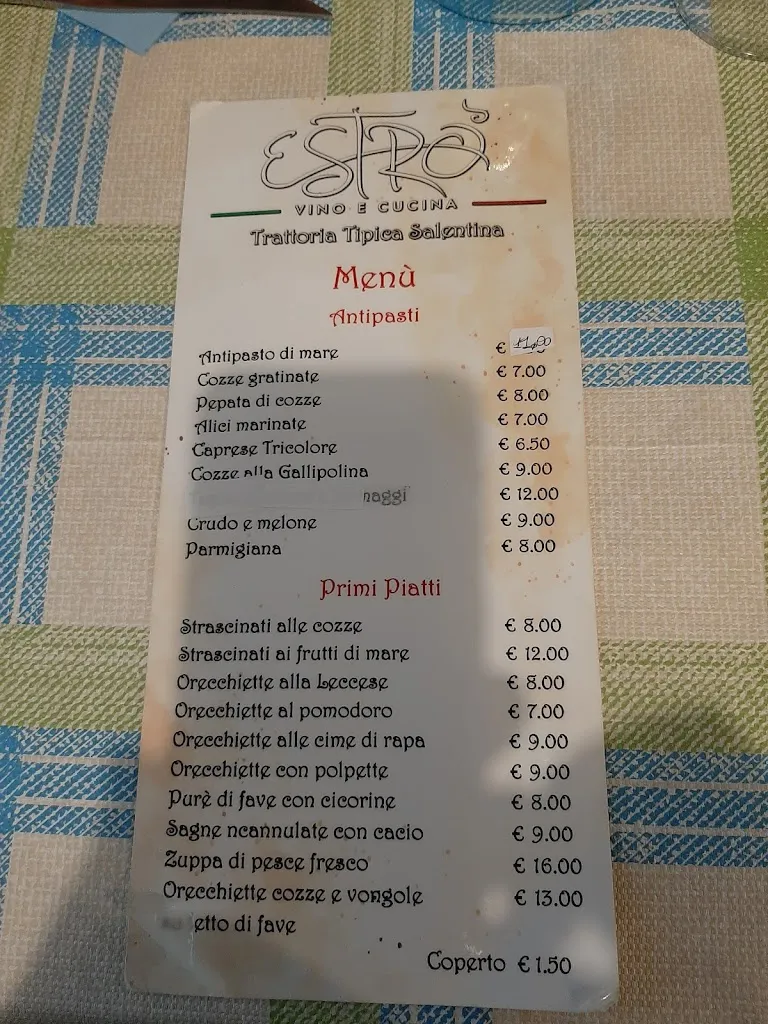 ESTRÒ
VINO E CUCINA
Trattoria Tipica Salentina
Menù
Antipasti
Antipasto di mare € 11,00
Cozze gratinate € 7.00
Pepata di cozze € 8.00
Alici marinate € 7.00
Caprese Tricolore € 6.50
Cozze alla Gallipolina € 9.00
€ 12.00
Crudo e melone € 9.00
Parmigiana € 8.00
Primi Piatti
Strascinati alle cozze € 8.00
Strascinati ai frutti di mare € 12.00
Orecchiette alla Leccese € 8.00
Orecchiette al pomodoro € 7.00
Orecchiette alle cime di rapa € 9.00
Orecchiette con polpette € 9.00
Purè di fave con cicorine € 8.00
Sagne ncannulate con cacio € 9.00
Zuppa di pesce fresco € 16.00
Orecchiette cozze e vongole € 13.00
etto di fave
Coperto € 1.50